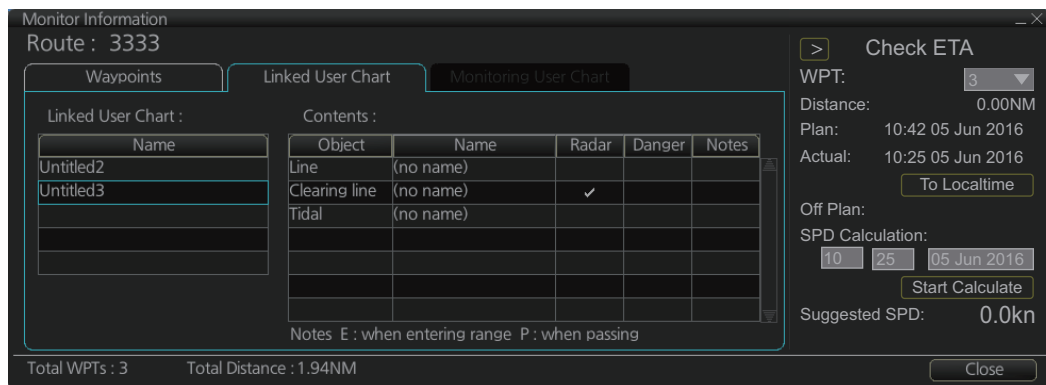 Monitor Information
Route : 3333
Waypoints Linked User Chart Monitoring User Chart
Linked User Chart : Contents :
Name
Untitled2
Untitled3
Object Name Radar Danger Notes
Line (no name)
Clearing line (no name) ✓
Tidal (no name)
Notes E : when entering range P : when passing
> Check ETA
WPT: 3
Distance: 0.00NM
Plan: 10:42 05 Jun 2016
Actual: 10:25 05 Jun 2016
To Localtime
Off Plan:
SPD Calculation:
10 25 05 Jun 2016
Start Calculate
Suggested SPD: 0.0kn
Total WPTs : 3 Total Distance : 1.94NM Close